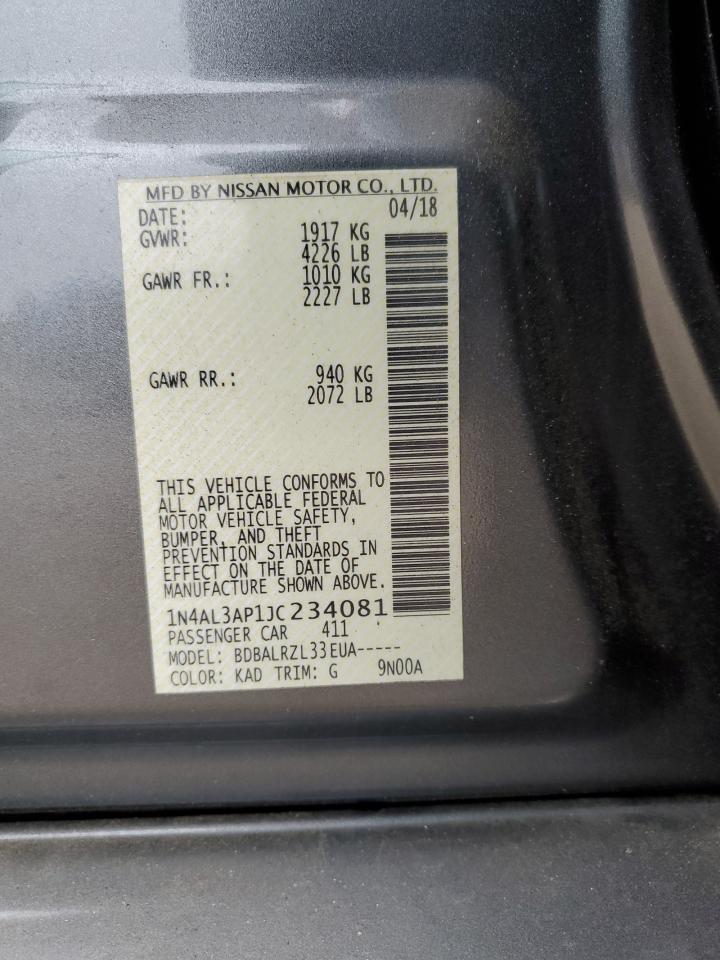 MFD BY NISSAN MOTOR CO., LTD.
DATE: 04/18
GVWR: 1917 KG
4226 LB
GAWR FR.: 1010 KG
2227 LB
GAWR RR.: 940 KG
2072 LB
THIS VEHICLE CONFORMS TO
ALL APPLICABLE FEDERAL
MOTOR VEHICLE SAFETY,
BUMPER, AND THEFT
PREVENTION STANDARDS IN
EFFECT ON THE DATE OF
MANUFACTURE SHOWN ABOVE.
1N4AL3AP1JC234081
PASSENGER CAR 411
MODEL: BDBALRZL33EUA-----
COLOR: KAD TRIM: G 9N00A